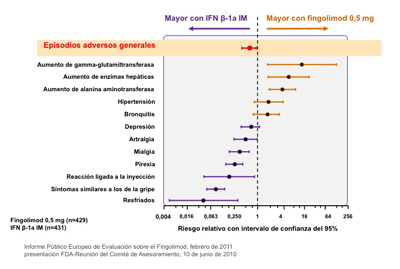 Mayor con IFN β-1a IM
Mayor con fingolimod 0,5 mg
Episodios adversos generales
Aumento de gamma-glutamiltransferasa
Aumento de enzimas hepáticas
Aumento de alanina aminotransferasa
Hipertensión
Bronquitis
Depresión
Artralgia
Mialgia
Pirexia
Reacción ligada a la inyección
Síntomas similares a los de la gripe
Resfriados
0,004 0,016 0,063 0,250 1 4 16 64 256
Riesgo relativo con intervalo de confianza del 95%
Fingolimod 0,5 mg (n=429)
IFN β-1a IM (n=431)
Informe Público Europeo de Evaluación sobre el Fingolimod, febrero de 2011
presentación FDA-Reunión del Comité de Asesoramiento, 10 de junio de 2010